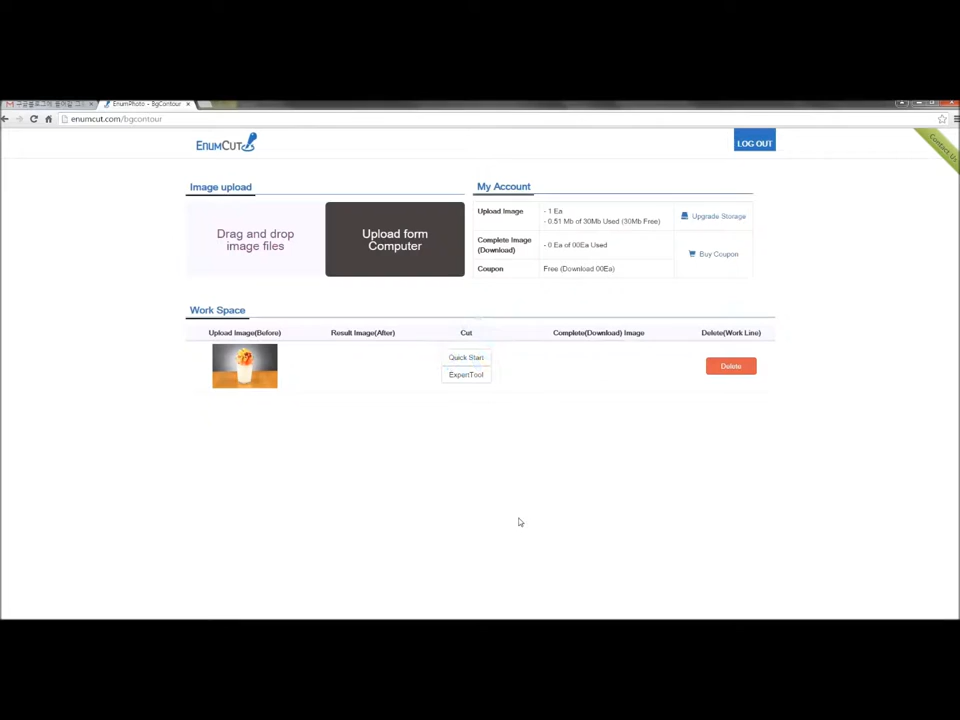 EnumPhoto - BgContour
enumcut.com/bgcontour
ENUMCUT
LOG OUT
Contact Us
Image upload
Drag and drop
image files
Upload form
Computer
My Account
Upload Image
- 1 Ea
- 0.51 Mb of 30Mb Used (30Mb Free)
Upgrade Storage
Complete Image
(Download)
- 0 Ea of 00Ea Used
Buy Coupon
Coupon
Free (Download 00Ea)
Work Space
Upload Image(Before)
Result Image(After)
Cut
Complete(Download) Image
Delete(Work Line)
Quick Start
ExpertTool
Delete